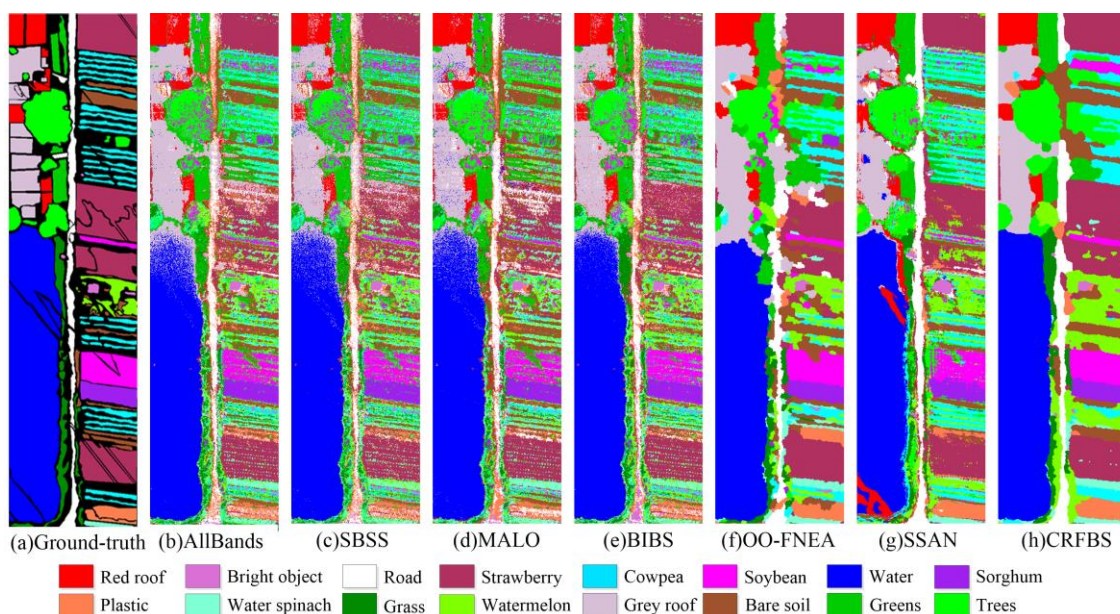 (a)Ground-truth (b)AllBands (c)SBSS (d)MALO (e)BIBS (f)OO-FNEA (g)SSAN (h)CRFBS
Red roof Bright object Road Strawberry Cowpea Soybean Water Sorghum
Plastic Water spinach Grass Watermelon Grey roof Bare soil Greens Trees